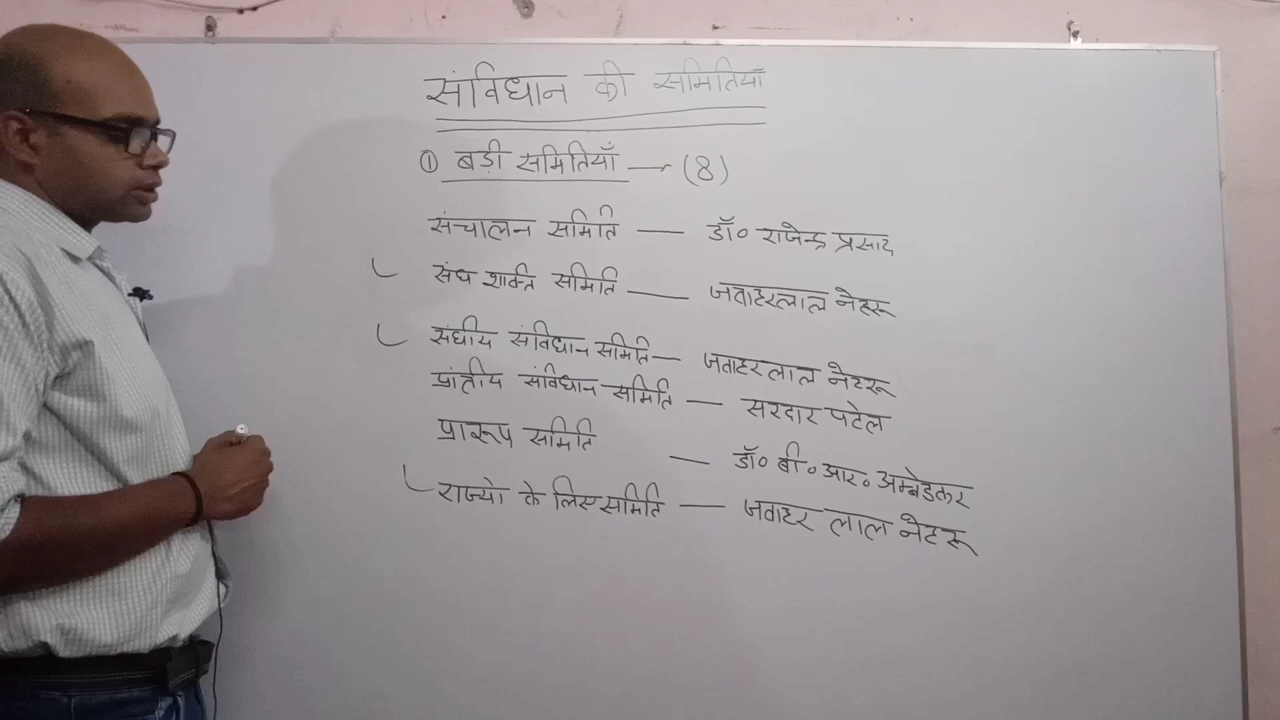 संविधान की समितियाँ
① बड़ी समितियाँ — (8)
संचालन समिति — डॉ० राजेन्द्र प्रसाद
संघ शक्ति समिति — जवाहरलाल नेहरू
संघीय संविधान समिति — जवाहरलाल नेहरू
प्रांतीय संविधान समिति — सरदार पटेल
प्रारूप समिति — डॉ० बी० आर० अम्बेडकर
राज्यो के लिए समिति — जवाहर लाल नेहरू